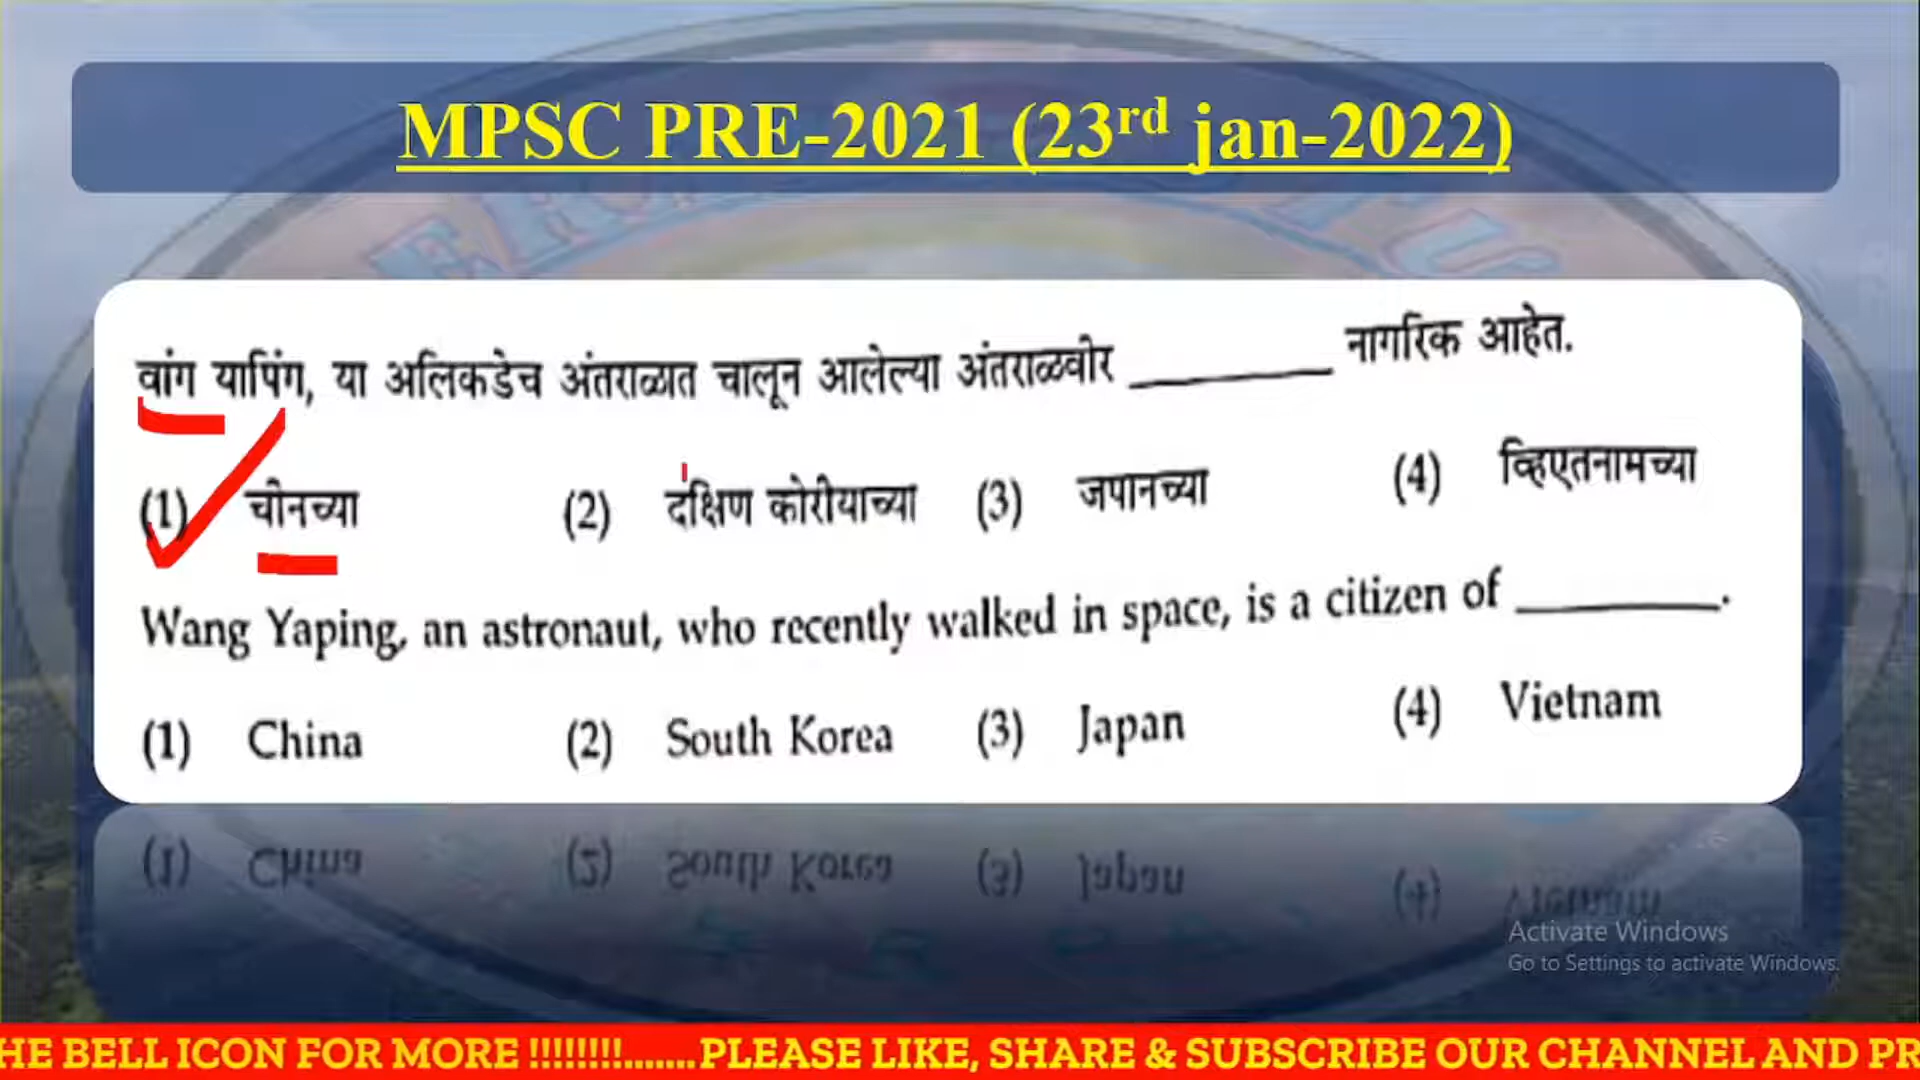 MPSC PRE-2021 (23rd jan-2022)
वांग यापिंग, या अलिकडेच अंतराळात चालून आलेल्या अंतराळवीर ________ नागरिक आहेत.
(1) चीनच्या (2) दक्षिण कोरीयाच्या (3) जपानच्या (4) व्हिएतनामच्या
Wang Yaping, an astronaut, who recently walked in space, is a citizen of ________.
(1) China (2) South Korea (3) Japan (4) Vietnam
Activate Windows
Go to Settings to activate Windows.
HE BELL ICON FOR MORE !!!!!!!!.......PLEASE LIKE, SHARE & SUBSCRIBE OUR CHANNEL AND PR